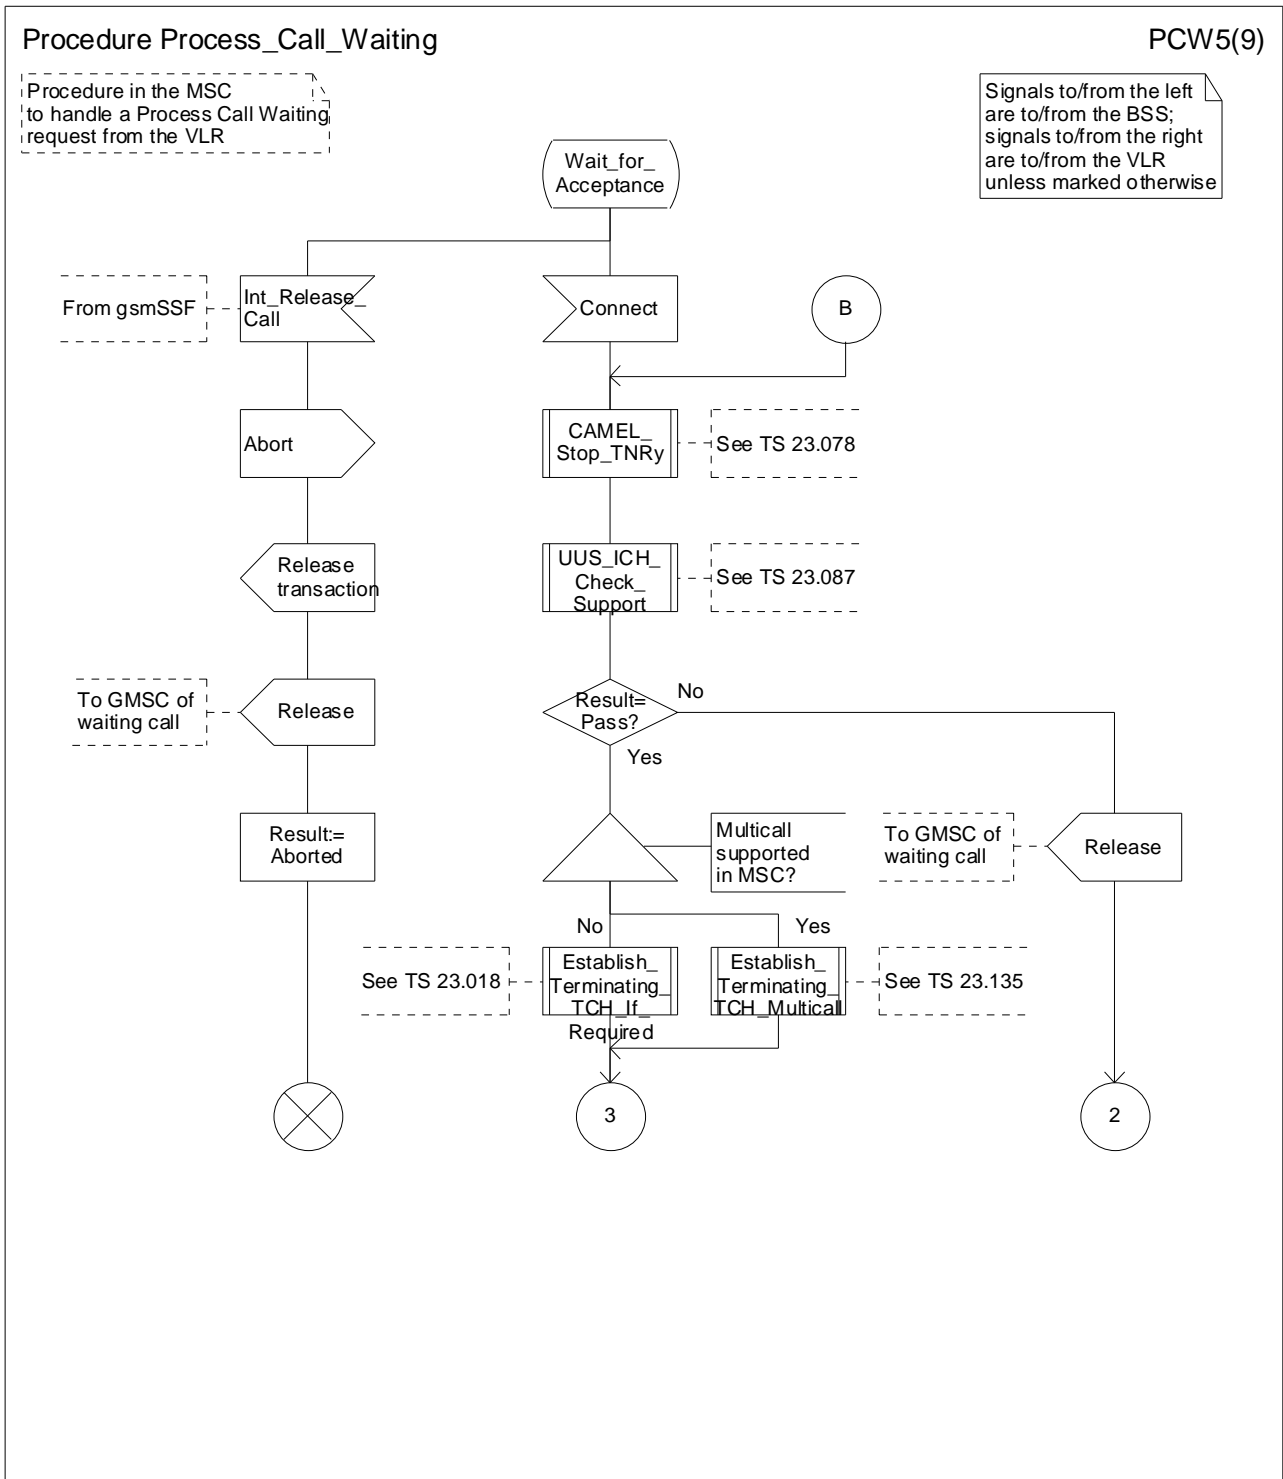 Procedure Process_Call_Waiting
PCW5(9)
Procedure in the MSC
to handle a Process Call Waiting
request from the VLR
Signals to/from the left
are to/from the BSS;
signals to/from the right
are to/from the VLR
unless marked otherwise
Wait_for_
Acceptance
From gsmSSF
Int_Release_
Call
Connect
B
Abort
CAMEL_
Stop_TNRy
See TS 23.078
Release
transaction
UUS_ICH_
Check_
Support
See TS 23.087
To GMSC of
waiting call
Release
Result=
Pass?
No
Yes
Result:=
Aborted
Multicall
supported
in MSC?
To GMSC of
waiting call
Release
No
Yes
See TS 23.018
Establish_
Terminating_
TCH_If_
Required
Establish_
Terminating_
TCH_Multicall
See TS 23.135
3
2